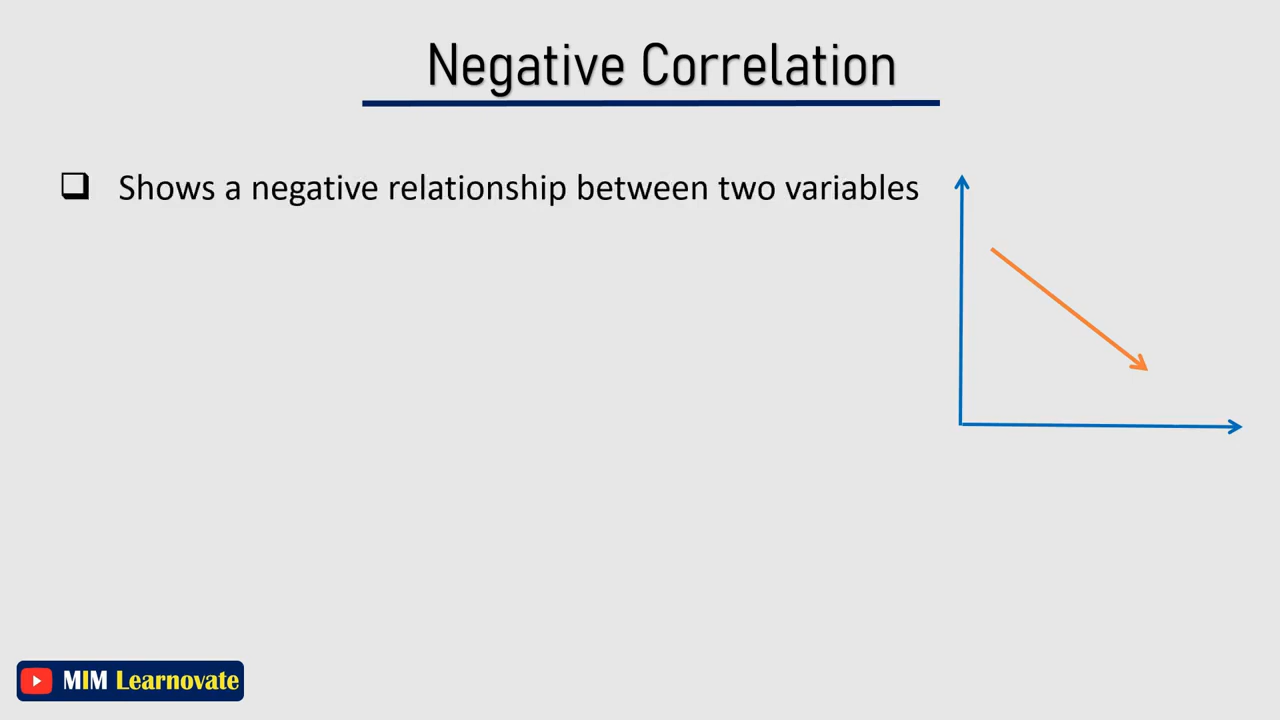 Negative Correlation
Shows a negative relationship between two variables
MIM Learnovate